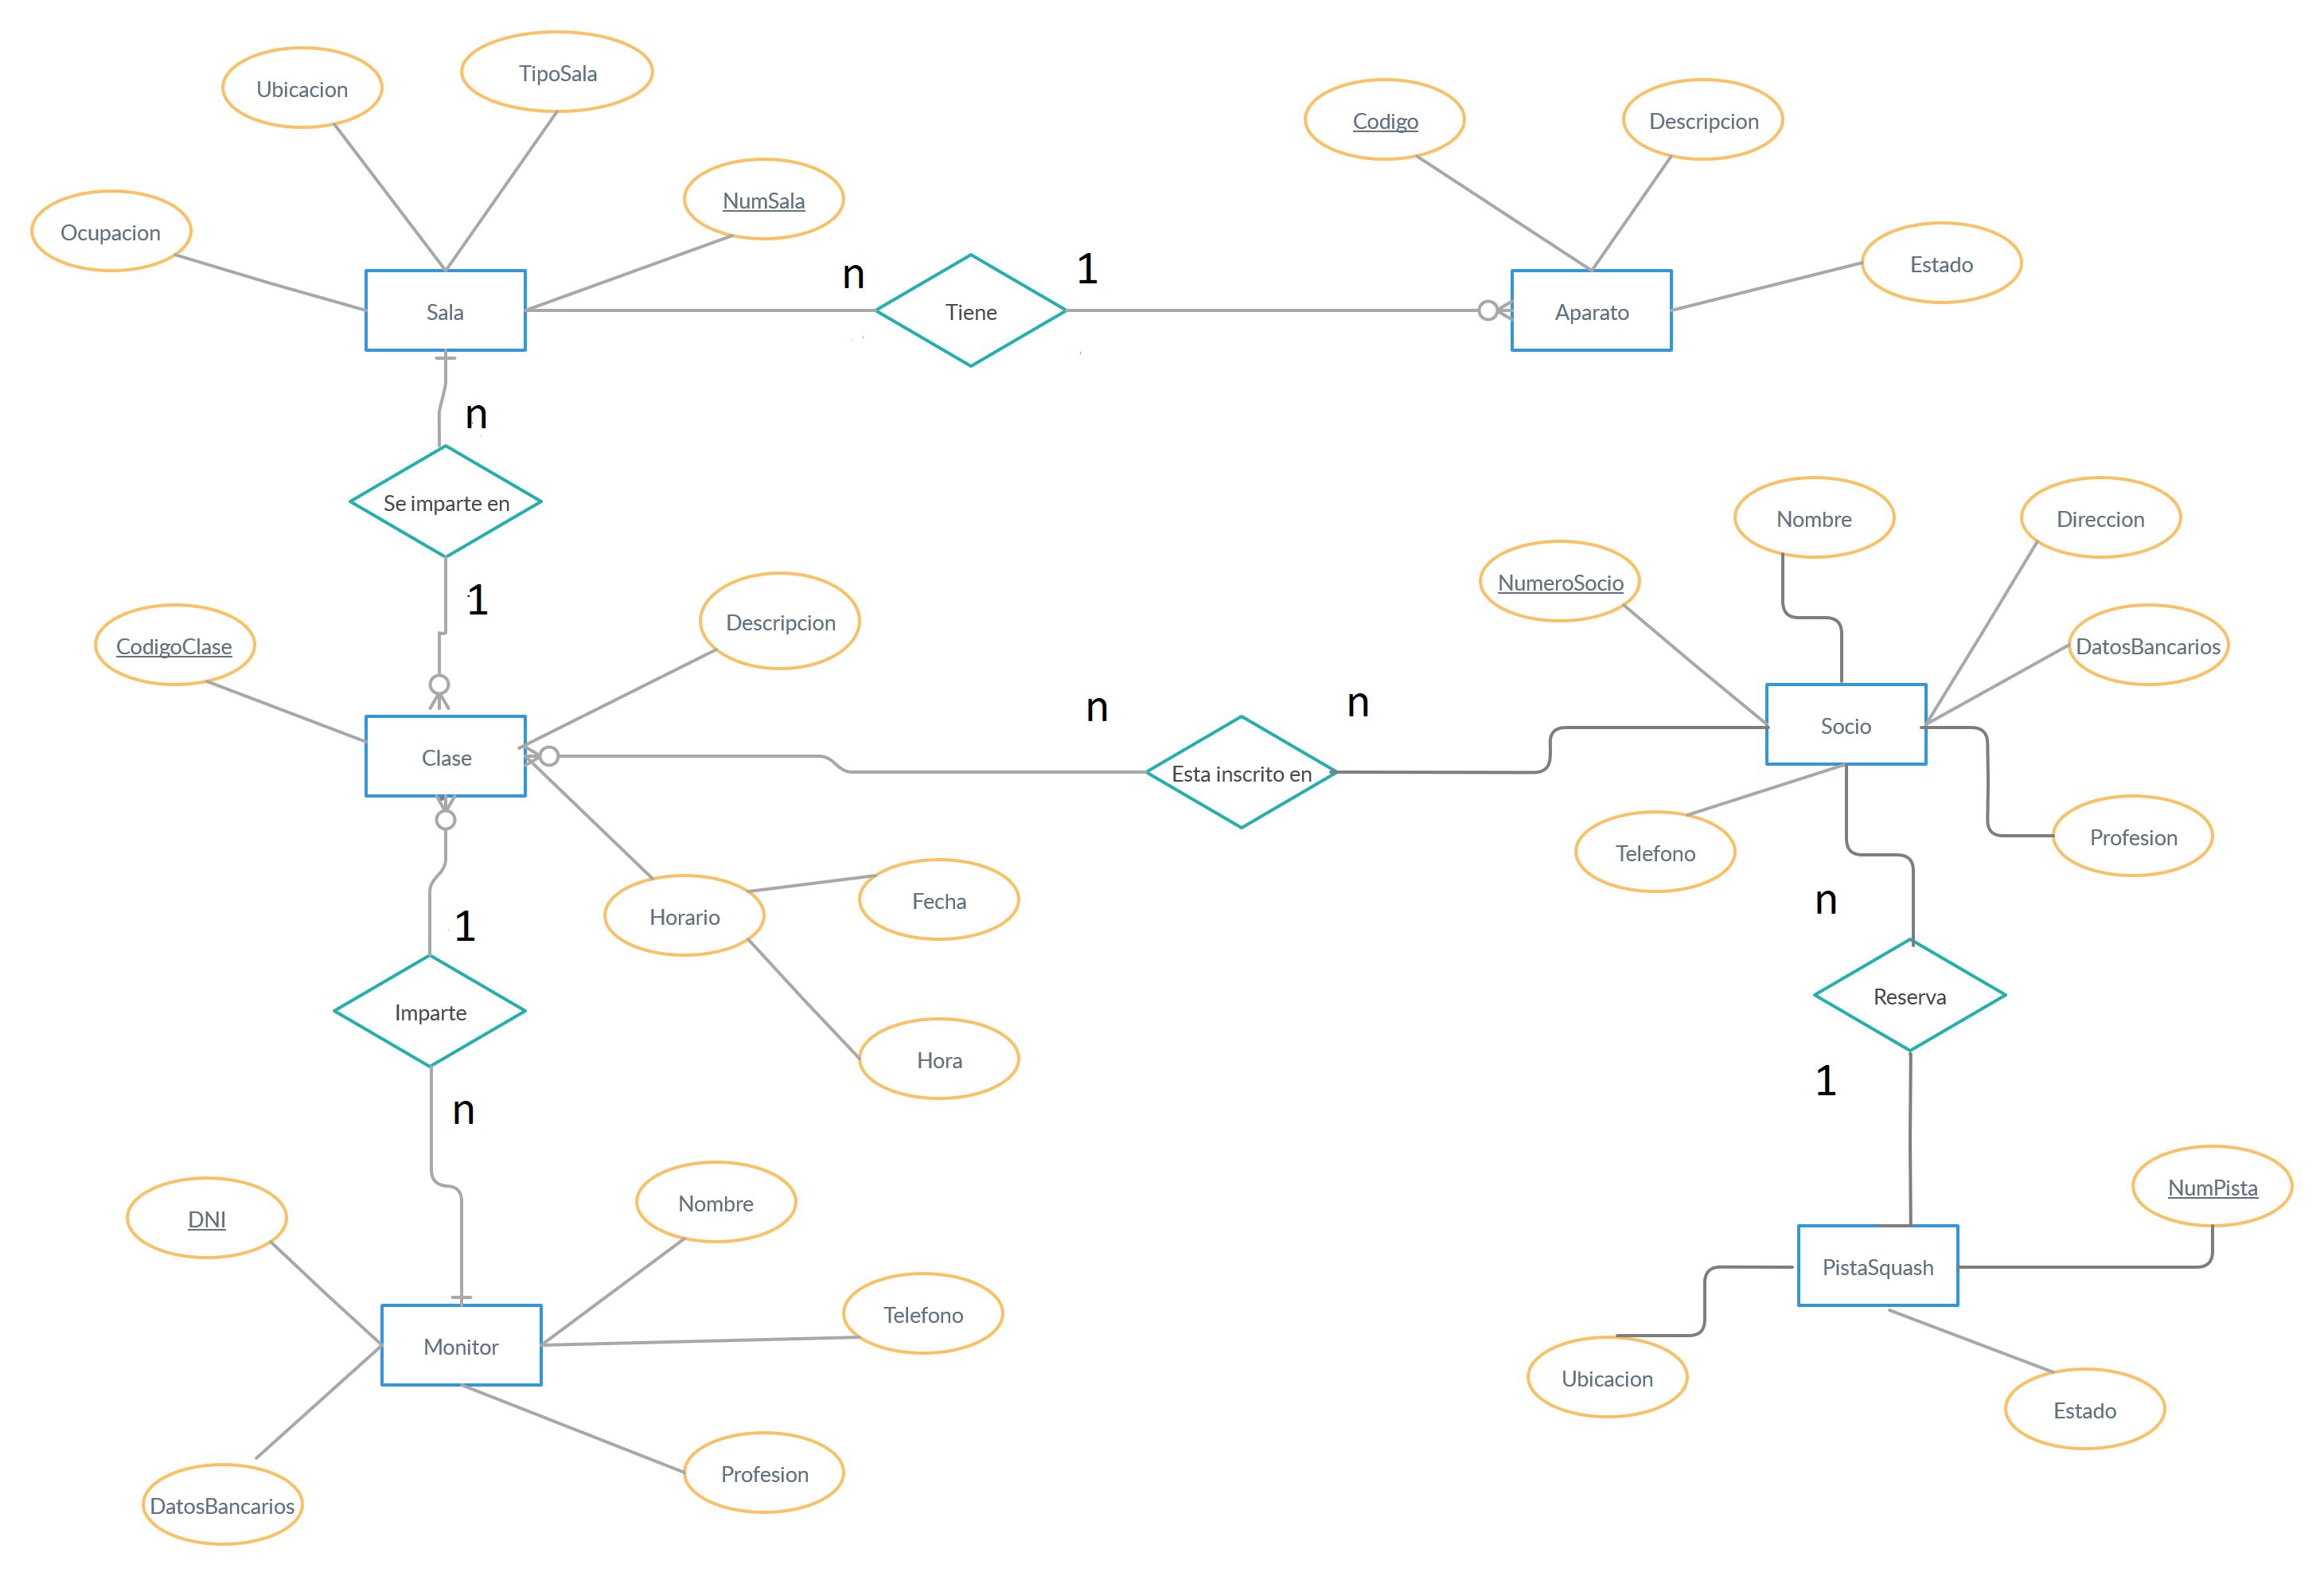 TipoSala
Ubicacion
Codigo
Descripcion
NumSala
Ocupacion
Estado
n
1
Sala
Tiene
Aparato
n
Se imparte en
Nombre
Direccion
1
NumeroSocio
Descripcion
CodigoClase
DatosBancarios
n
n
Socio
Clase
Esta inscrito en
Profesion
Telefono
n
Fecha
Horario
1
Imparte
Reserva
Hora
1
n
NumPista
Nombre
DNI
PistaSquash
Telefono
Monitor
Ubicacion
Estado
Profesion
DatosBancarios